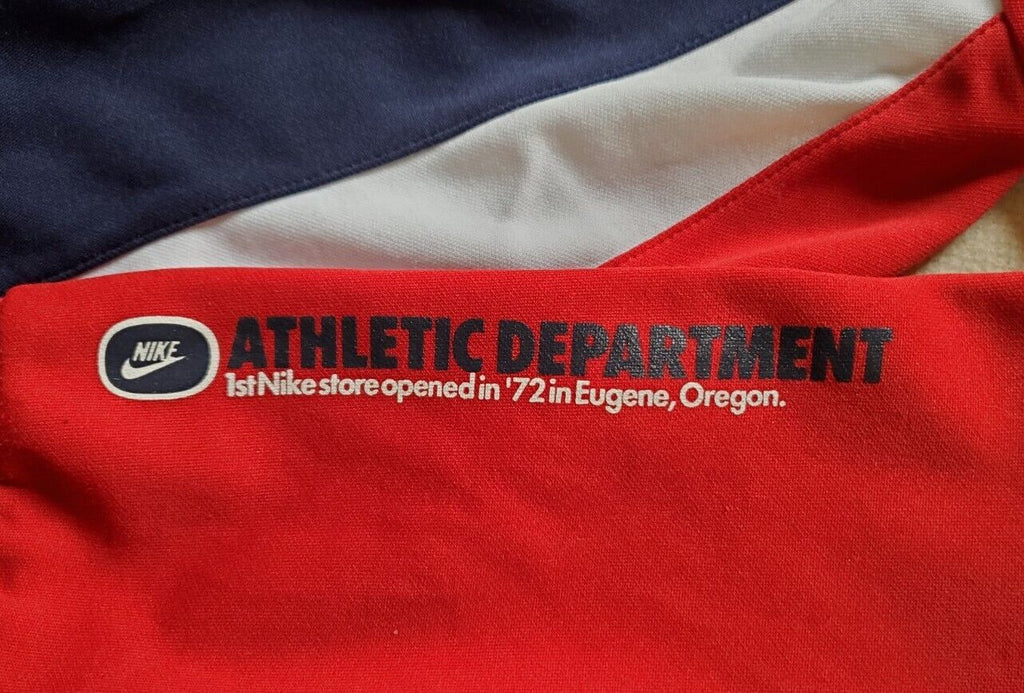 NIKE
ATHLETIC DEPARTMENT
1st Nike store opened in '72 in Eugene, Oregon.